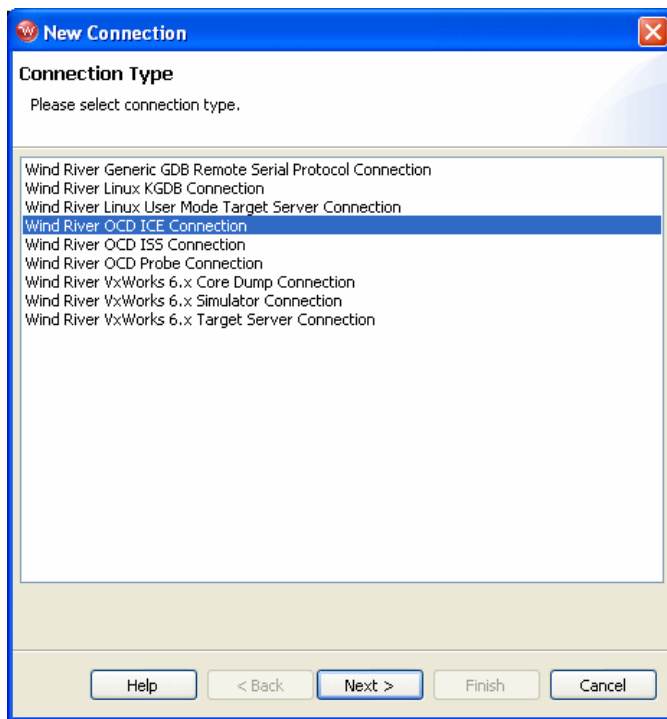 New Connection
Connection Type
Please select connection type.
Wind River Generic GDB Remote Serial Protocol Connection
Wind River Linux KGDB Connection
Wind River Linux User Mode Target Server Connection
Wind River OCD ICE Connection
Wind River OCD ISS Connection
Wind River OCD Probe Connection
Wind River VxWorks 6.x Core Dump Connection
Wind River VxWorks 6.x Simulator Connection
Wind River VxWorks 6.x Target Server Connection
Help < Back Next > Finish Cancel